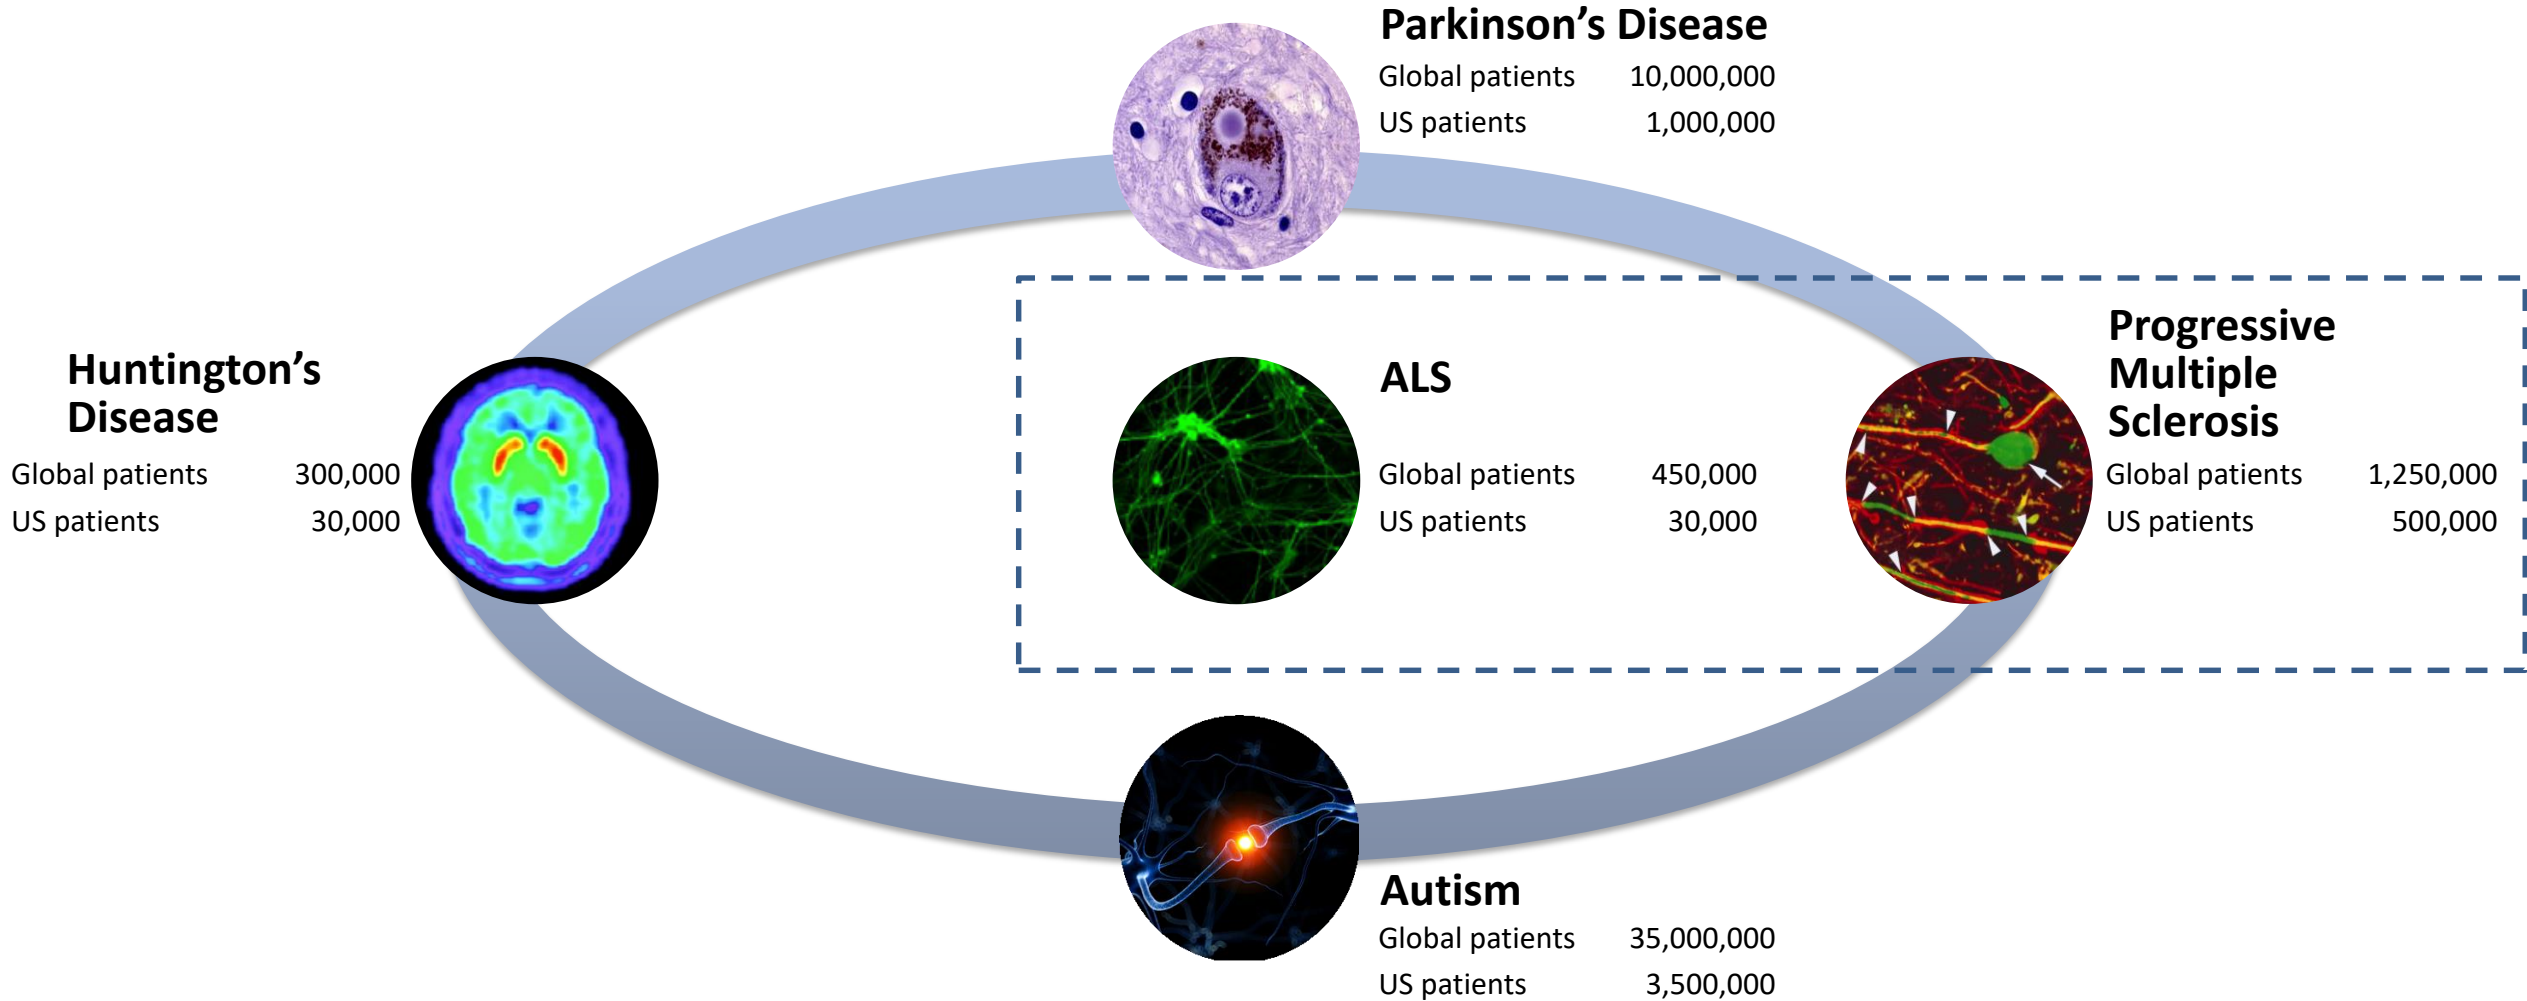 Parkinson’s Disease
Global patients 10,000,000
US patients 1,000,000
Huntington’s
Disease
Global patients 300,000
US patients 30,000
ALS
Global patients 450,000
US patients 30,000
Progressive
Multiple
Sclerosis
Global patients 1,250,000
US patients 500,000
Autism
Global patients 35,000,000
US patients 3,500,000